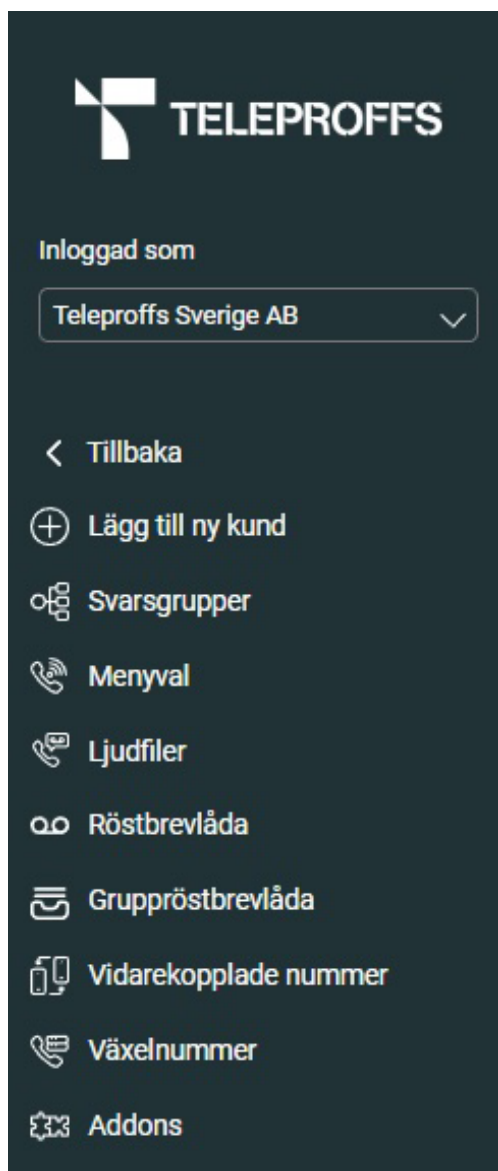 TELEPROFFS
Inloggad som
Teleproffs Sverige AB
Tillbaka
Lägg till ny kund
Svarsgrupper
Menyval
Ljudfiler
Röstbrevlåda
Gruppröstbrevlåda
Vidarekopplade nummer
Växelnummer
Addons